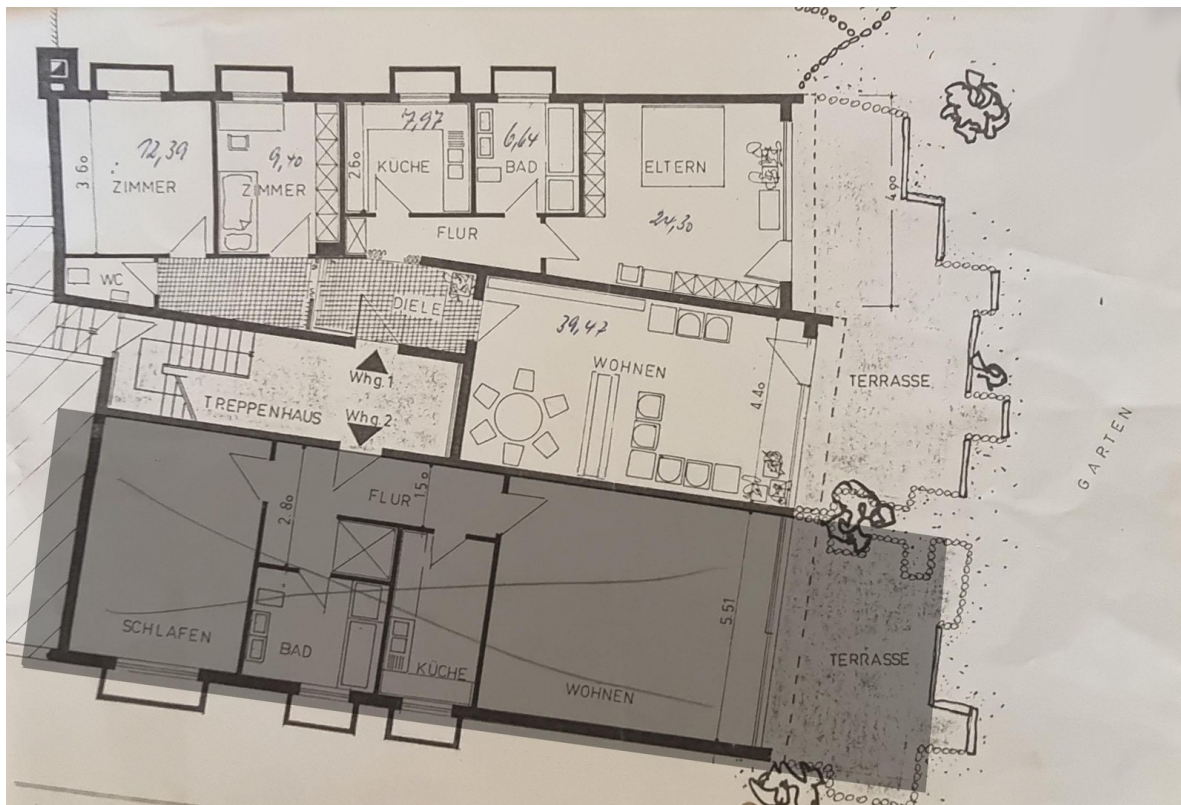 12,39
ZIMMER
3.60
9,40
ZIMMER
7,97
KÜCHE
2.60
6,64
BAD
ELTERN
24,30
4.00
FLUR
WC
DIELE
39,47
WOHNEN
4.40
TERRASSE
GARTEN
Whg.1
TREPPENHAUS
Whg.2
FLUR
1.50
2.80
5.51
SCHLAFEN
BAD
KÜCHE
WOHNEN
TERRASSE